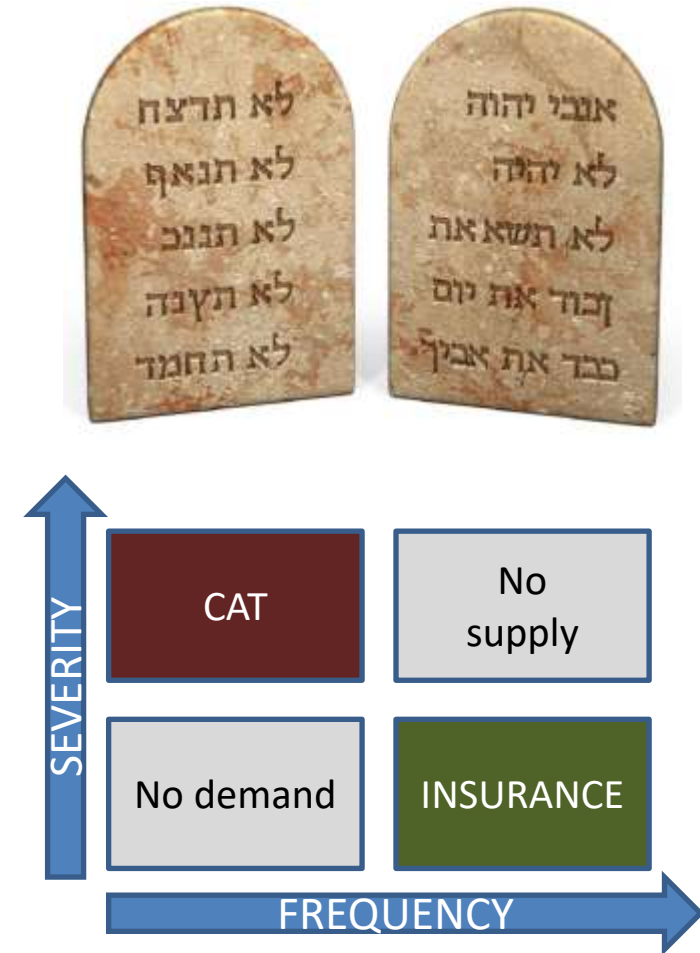 אנכי יהוה
לא יהיה
לא תשא את
זכור את יום
כבד את אביך
לא תרצח
לא תנאף
לא תגנב
לא תענה
לא תחמד
SEVERITY
CAT
No
supply
No demand
INSURANCE
FREQUENCY